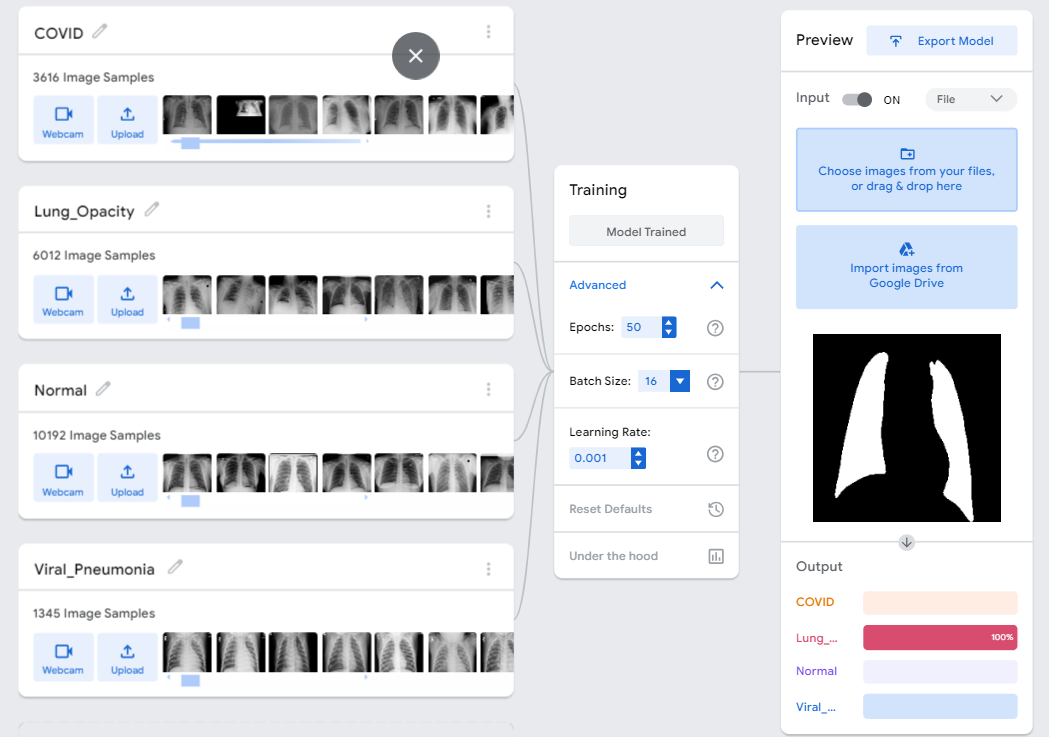 COVID
3616 Image Samples
Webcam
Upload
Lung_Opacity
6012 Image Samples
Webcam
Upload
Normal
10192 Image Samples
Webcam
Upload
Viral_Pneumonia
1345 Image Samples
Webcam
Upload
Training
Model Trained
Advanced
Epochs: 50
Batch Size: 16
Learning Rate:
0.001
Reset Defaults
Under the hood
Preview
Export Model
Input ON File
Choose images from your files,
or drag & drop here
Import images from
Google Drive
Output
COVID
Lung_... 100%
Normal
Viral_...